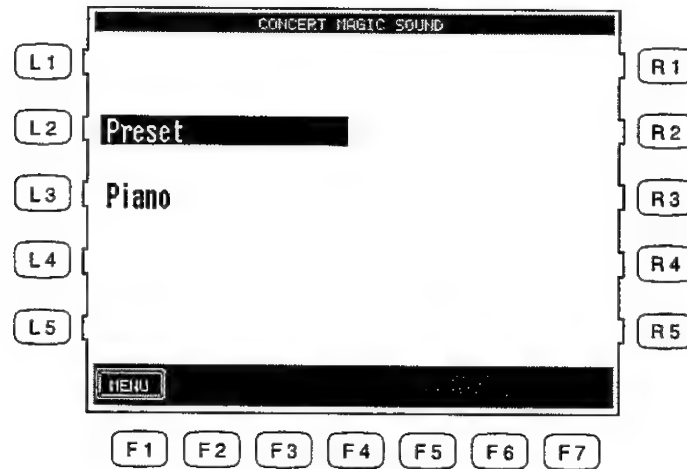 CONCERT MAGIC SOUND
L1 R1
L2 Preset R2
L3 Piano R3
L4 R4
L5 R5
MENU
F1 F2 F3 F4 F5 F6 F7